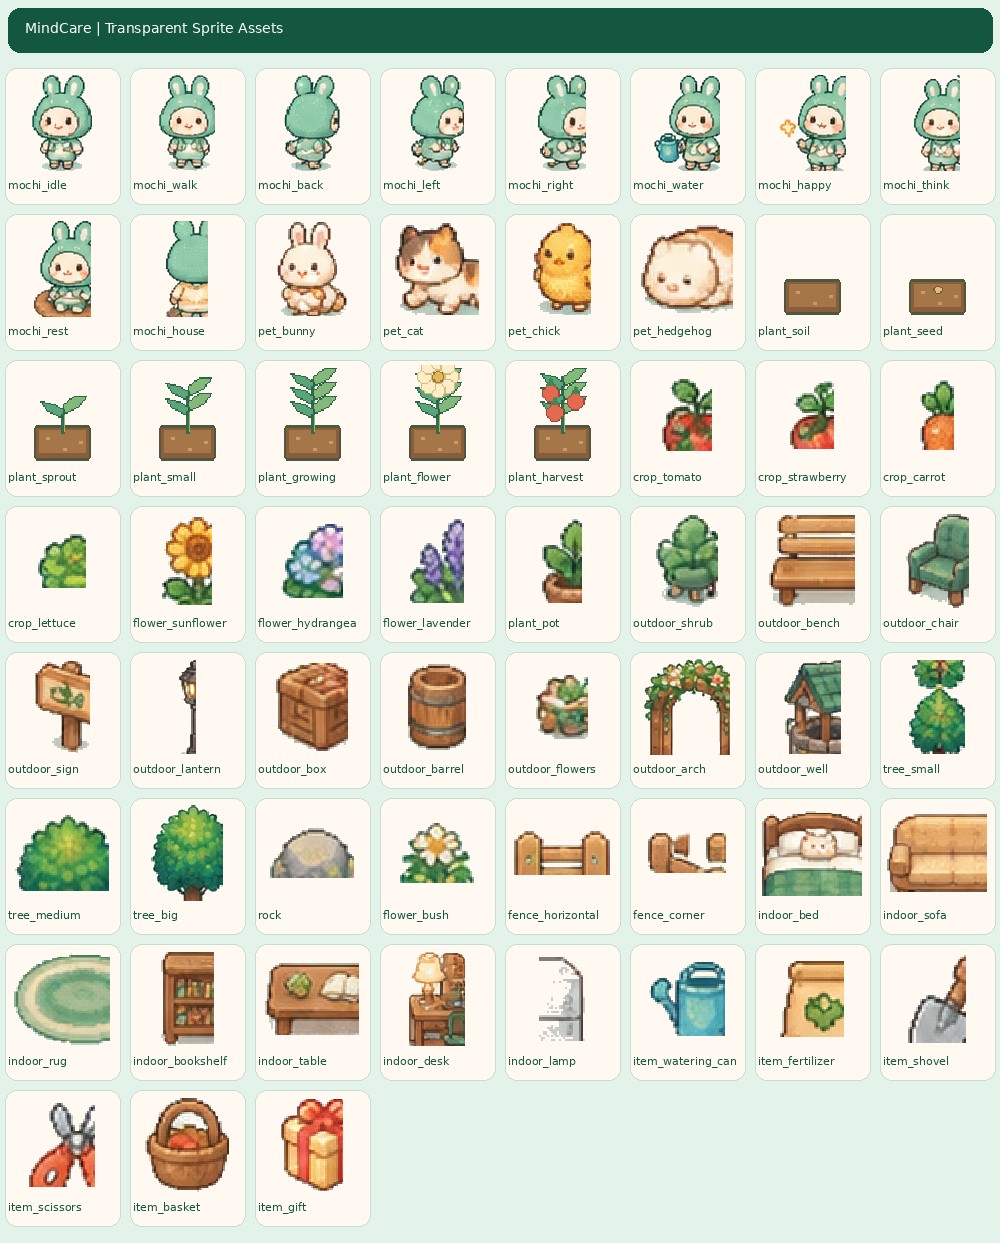 MindCare | Transparent Sprite Assets
mochi_idle
mochi_walk
mochi_back
mochi_left
mochi_right
mochi_water
mochi_happy
mochi_think
mochi_rest
mochi_house
pet_bunny
pet_cat
pet_chick
pet_hedgehog
plant_soil
plant_seed
plant_sprout
plant_small
plant_growing
plant_flower
plant_harvest
crop_tomato
crop_strawberry
crop_carrot
crop_lettuce
flower_sunflower
flower_hydrangea
flower_lavender
plant_pot
outdoor_shrub
outdoor_bench
outdoor_chair
outdoor_sign
outdoor_lantern
outdoor_box
outdoor_barrel
outdoor_flowers
outdoor_arch
outdoor_well
tree_small
tree_medium
tree_big
rock
flower_bush
fence_horizontal
fence_corner
indoor_bed
indoor_sofa
indoor_rug
indoor_bookshelf
indoor_table
indoor_desk
indoor_lamp
item_watering_can
item_fertilizer
item_shovel
item_scissors
item_basket
item_gift